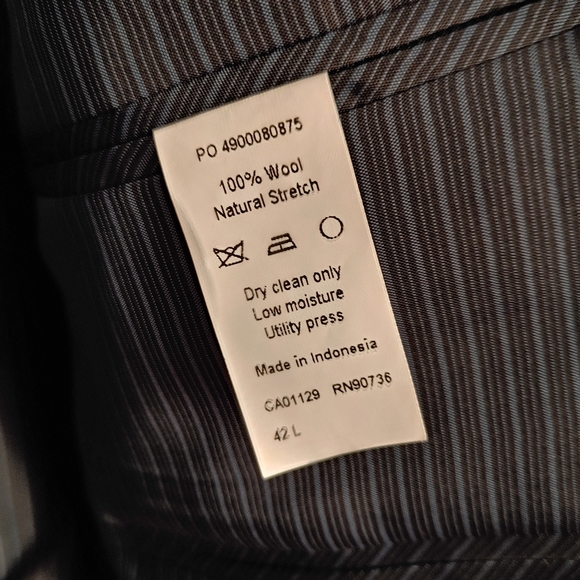 PO 4900080875
100% Wool
Natural Stretch
Dry clean only
Low moisture
Utility press
Made in Indonesia
CA01129 RN90736
42 L